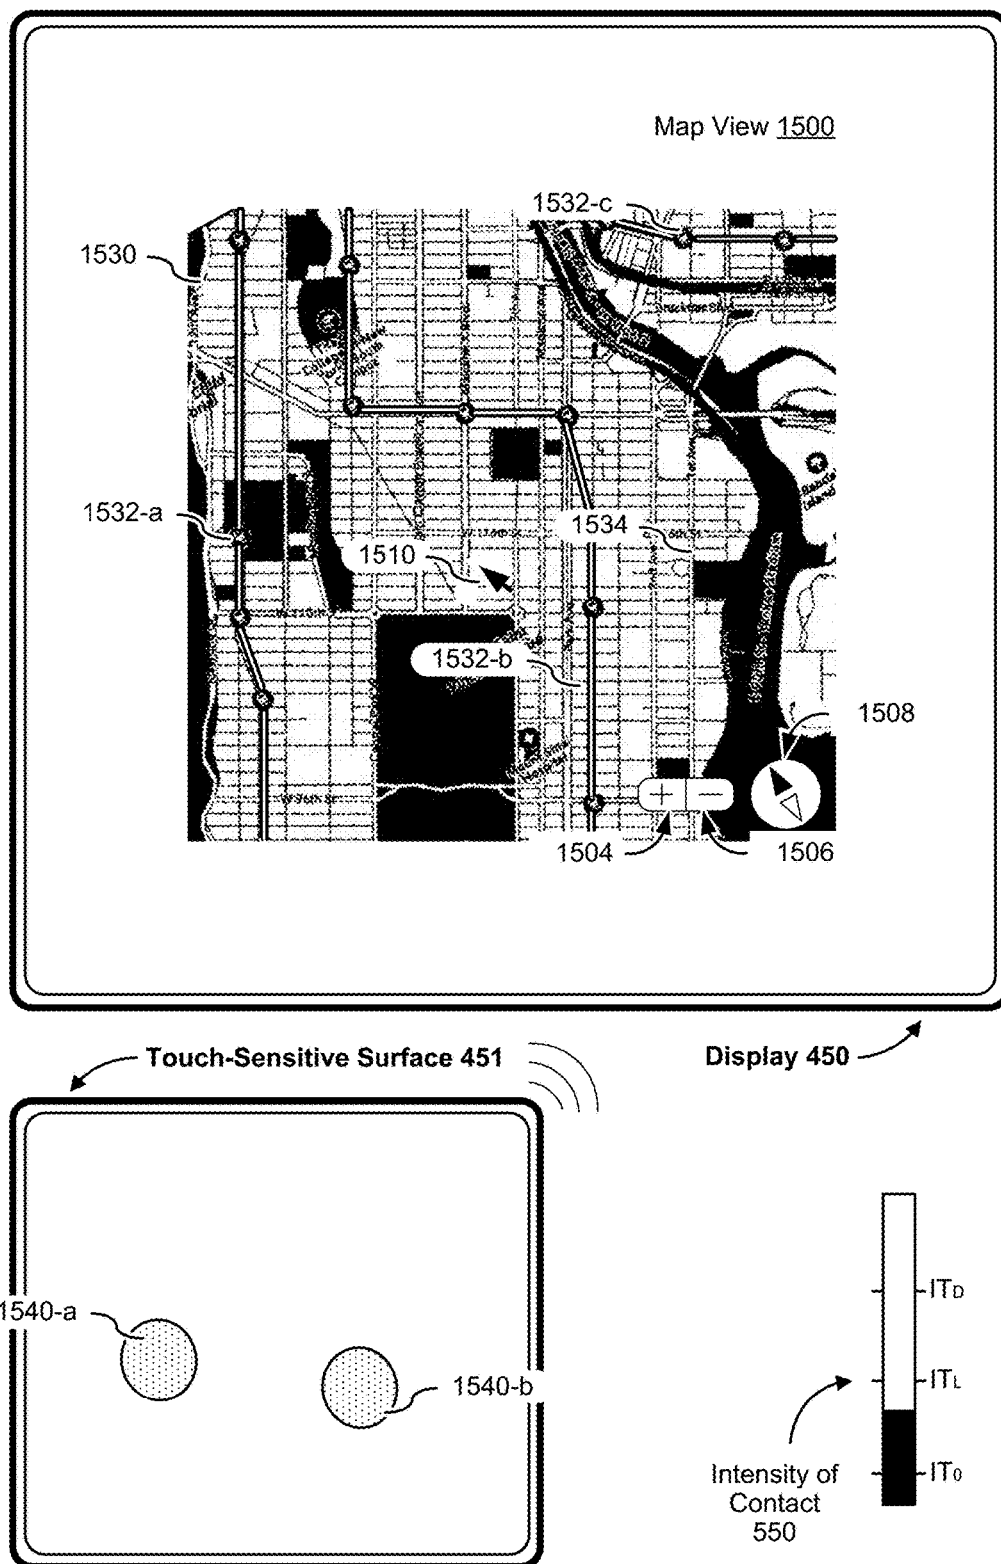 Map View 1500
1532-c
1530
1532-a
1534
1510
1532-b
1508
+ −
1504
1506
Touch-Sensitive Surface 451
Display 450
1540-a
1540-b
ITD
ITL
IT0
Intensity of
Contact
550